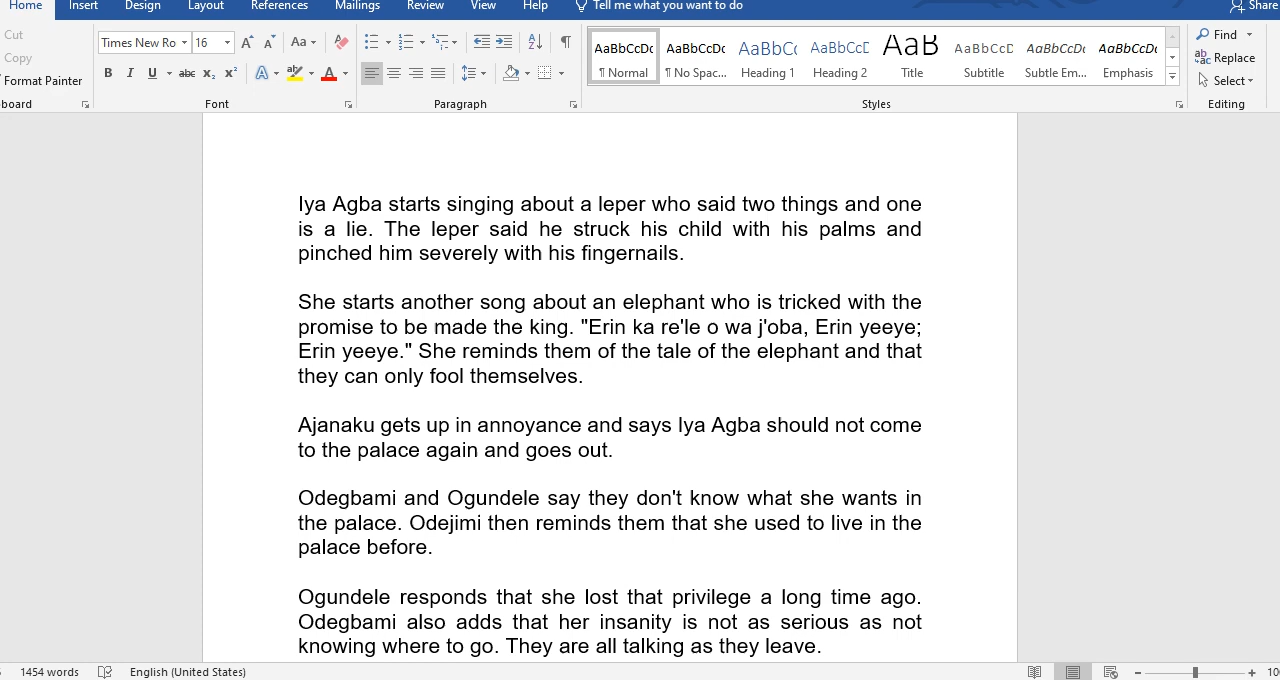 Home Insert Design Layout References Mailings Review View Help Tell me what you want to do Share
Cut
Copy
Format Painter
board
Times New Ro 16 Aa
B I U abc x₂ x² A ab A
Font
Paragraph
AaBbCcDc AaBbCcDc AaBbCc AaBbCcD AaB AaBbCcD AaBbCcDc AaBbCcDc
¶ Normal ¶ No Spac... Heading 1 Heading 2 Title Subtitle Subtle Em... Emphasis
Styles
Find
Replace
Select
Editing
Iya Agba starts singing about a leper who said two things and one
is a lie. The leper said he struck his child with his palms and
pinched him severely with his fingernails.
She starts another song about an elephant who is tricked with the
promise to be made the king. "Erin ka re'le o wa j'oba, Erin yeeye;
Erin yeeye." She reminds them of the tale of the elephant and that
they can only fool themselves.
Ajanaku gets up in annoyance and says Iya Agba should not come
to the palace again and goes out.
Odegbami and Ogundele say they don't know what she wants in
the palace. Odejimi then reminds them that she used to live in the
palace before.
Ogundele responds that she lost that privilege a long time ago.
Odegbami also adds that her insanity is not as serious as not
knowing where to go. They are all talking as they leave.
1454 words English (United States) 10